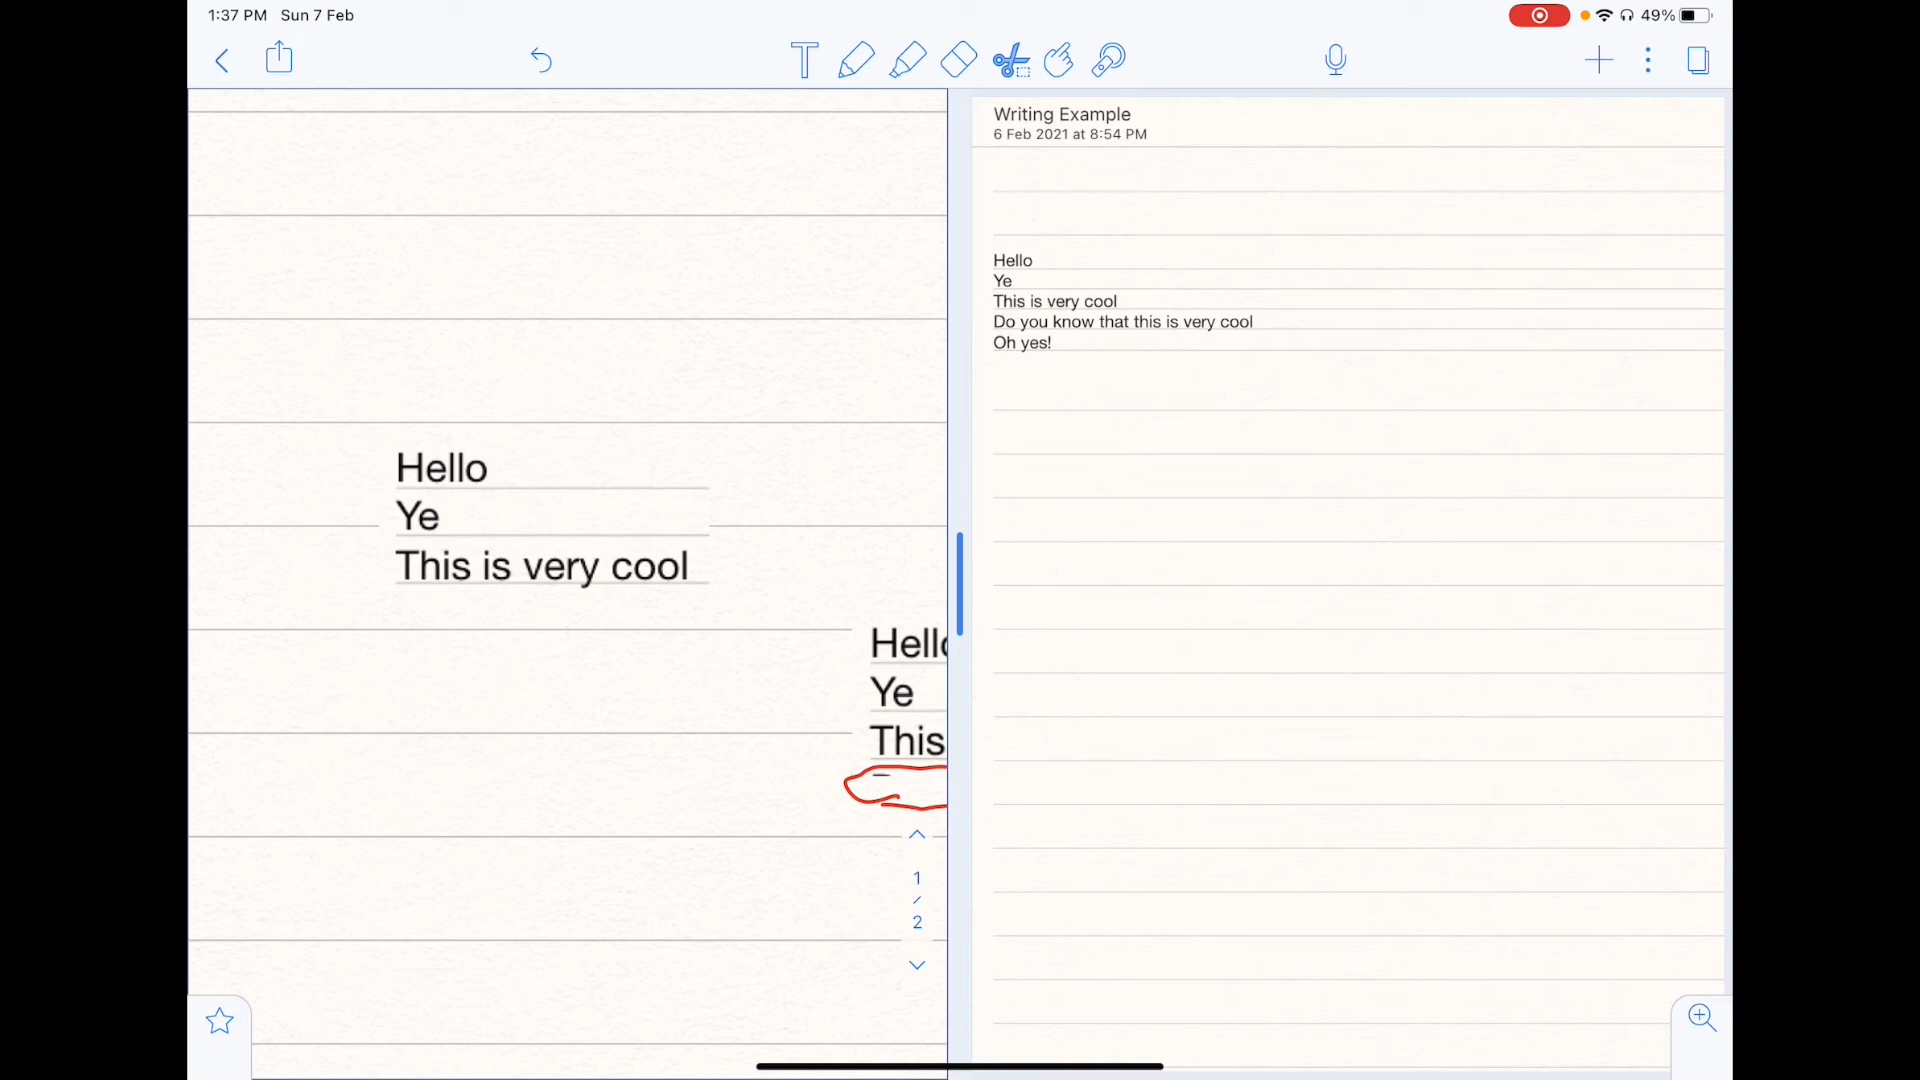 1:37 PM Sun 7 Feb
49%
T
Hello
Ye
This is very cool
Hello
Ye
This
1
/
2
Writing Example
6 Feb 2021 at 8:54 PM
Hello
Ye
This is very cool
Do you know that this is very cool
Oh yes!